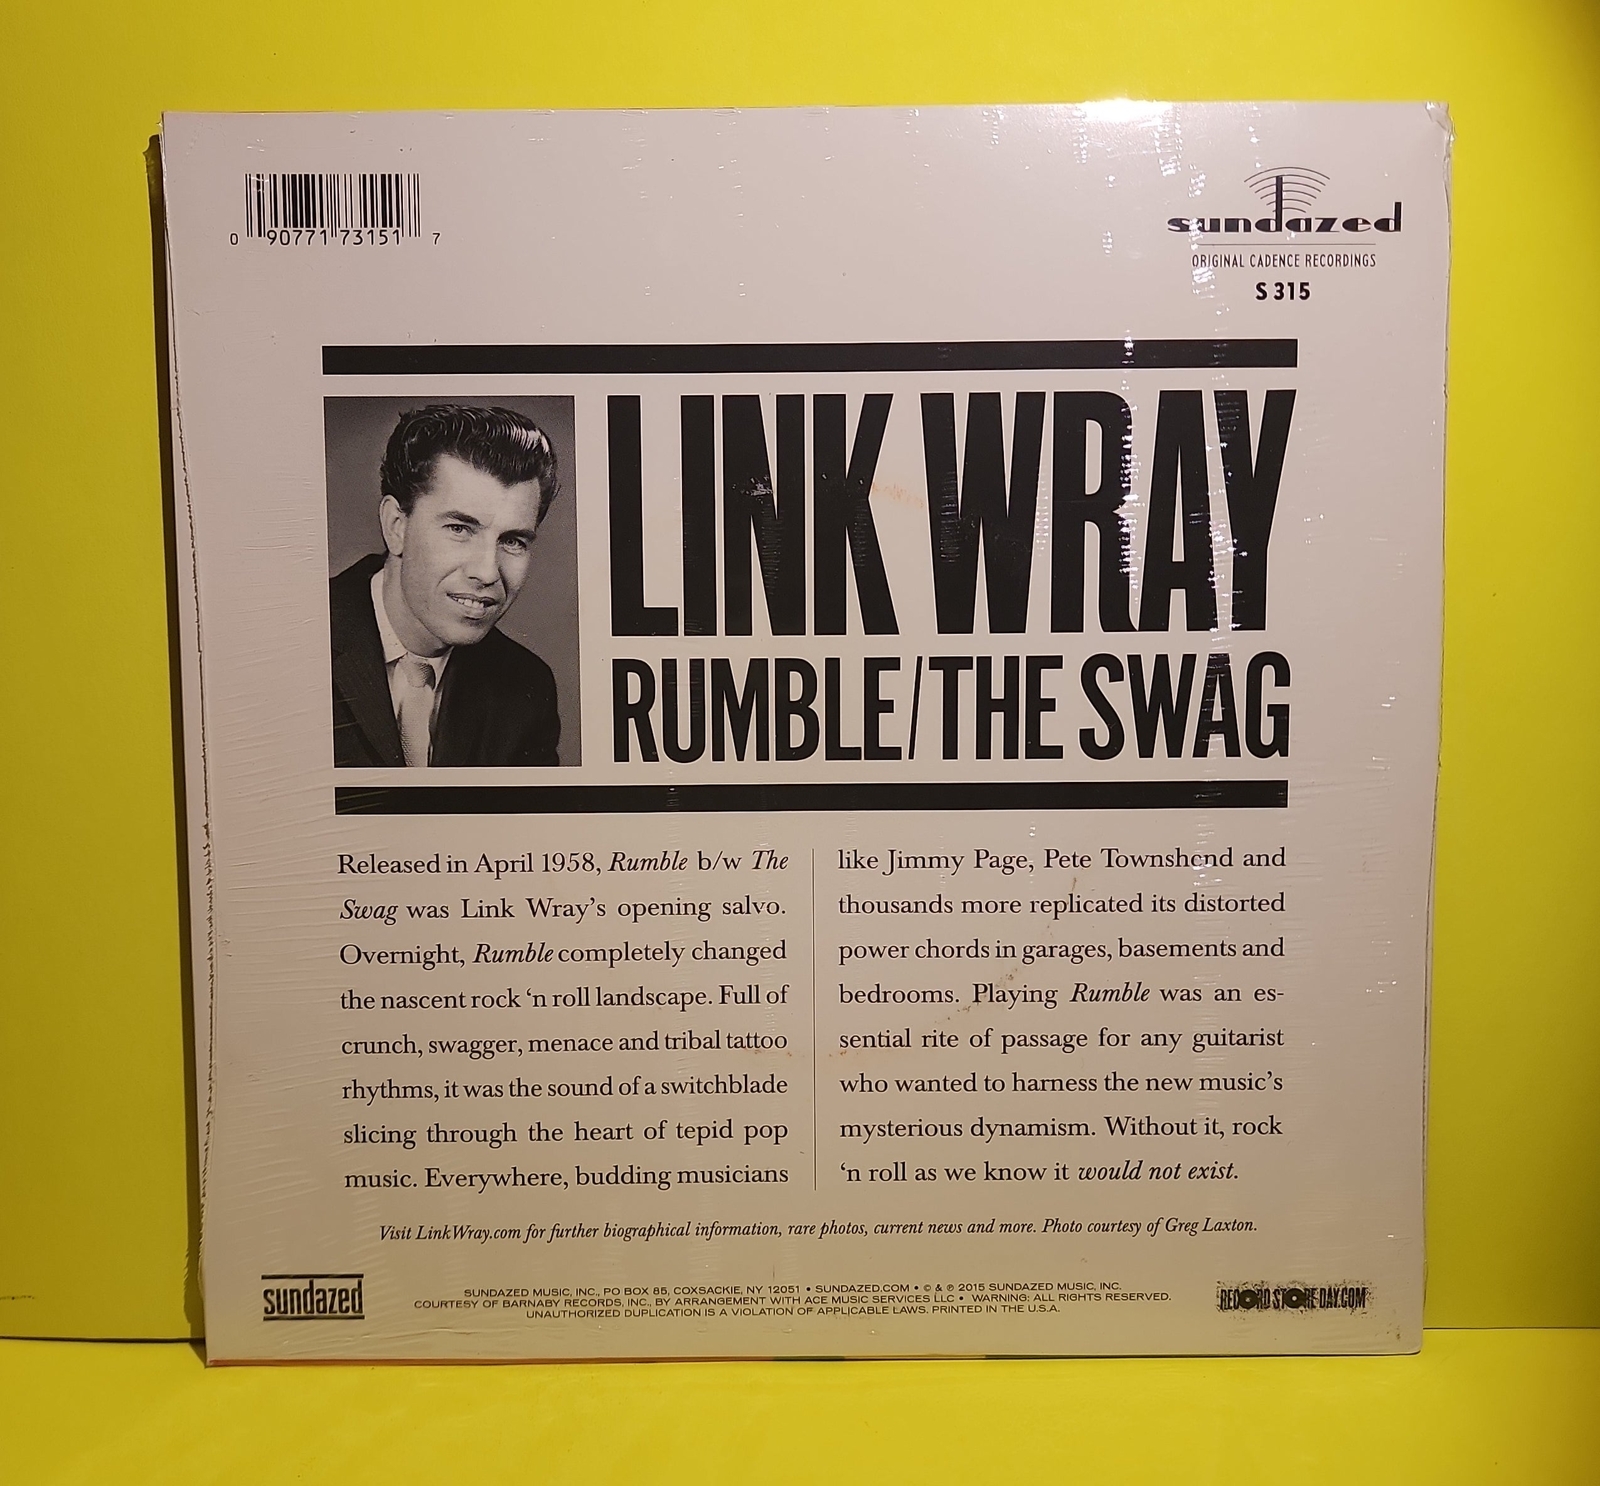 0 90771 73151 7
sundazed
ORIGINAL CADENCE RECORDINGS
S 315
LINK WRAY
RUMBLE/THE SWAG
Released in April 1958, Rumble b/w The
Swag was Link Wray's opening salvo.
Overnight, Rumble completely changed
the nascent rock 'n roll landscape. Full of
crunch, swagger, menace and tribal tattoo
rhythms, it was the sound of a switchblade
slicing through the heart of tepid pop
music. Everywhere, budding musicians
like Jimmy Page, Pete Townshend and
thousands more replicated its distorted
power chords in garages, basements and
bedrooms. Playing Rumble was an es-
sential rite of passage for any guitarist
who wanted to harness the new music's
mysterious dynamism. Without it, rock
'n roll as we know it would not exist.
Visit LinkWray.com for further biographical information, rare photos, current news and more. Photo courtesy of Greg Laxton.
sundazed
SUNDAZED MUSIC, INC., PO BOX 85, COXSACKIE, NY 12051 • SUNDAZED.COM • © & ℗ 2015 SUNDAZED MUSIC, INC.
COURTESY OF BARNABY RECORDS, INC., BY ARRANGEMENT WITH ACE MUSIC SERVICES LLC • WARNING: ALL RIGHTS RESERVED.
UNAUTHORIZED DUPLICATION IS A VIOLATION OF APPLICABLE LAWS. PRINTED IN THE U.S.A.
RECORDSTOREDAY.COM